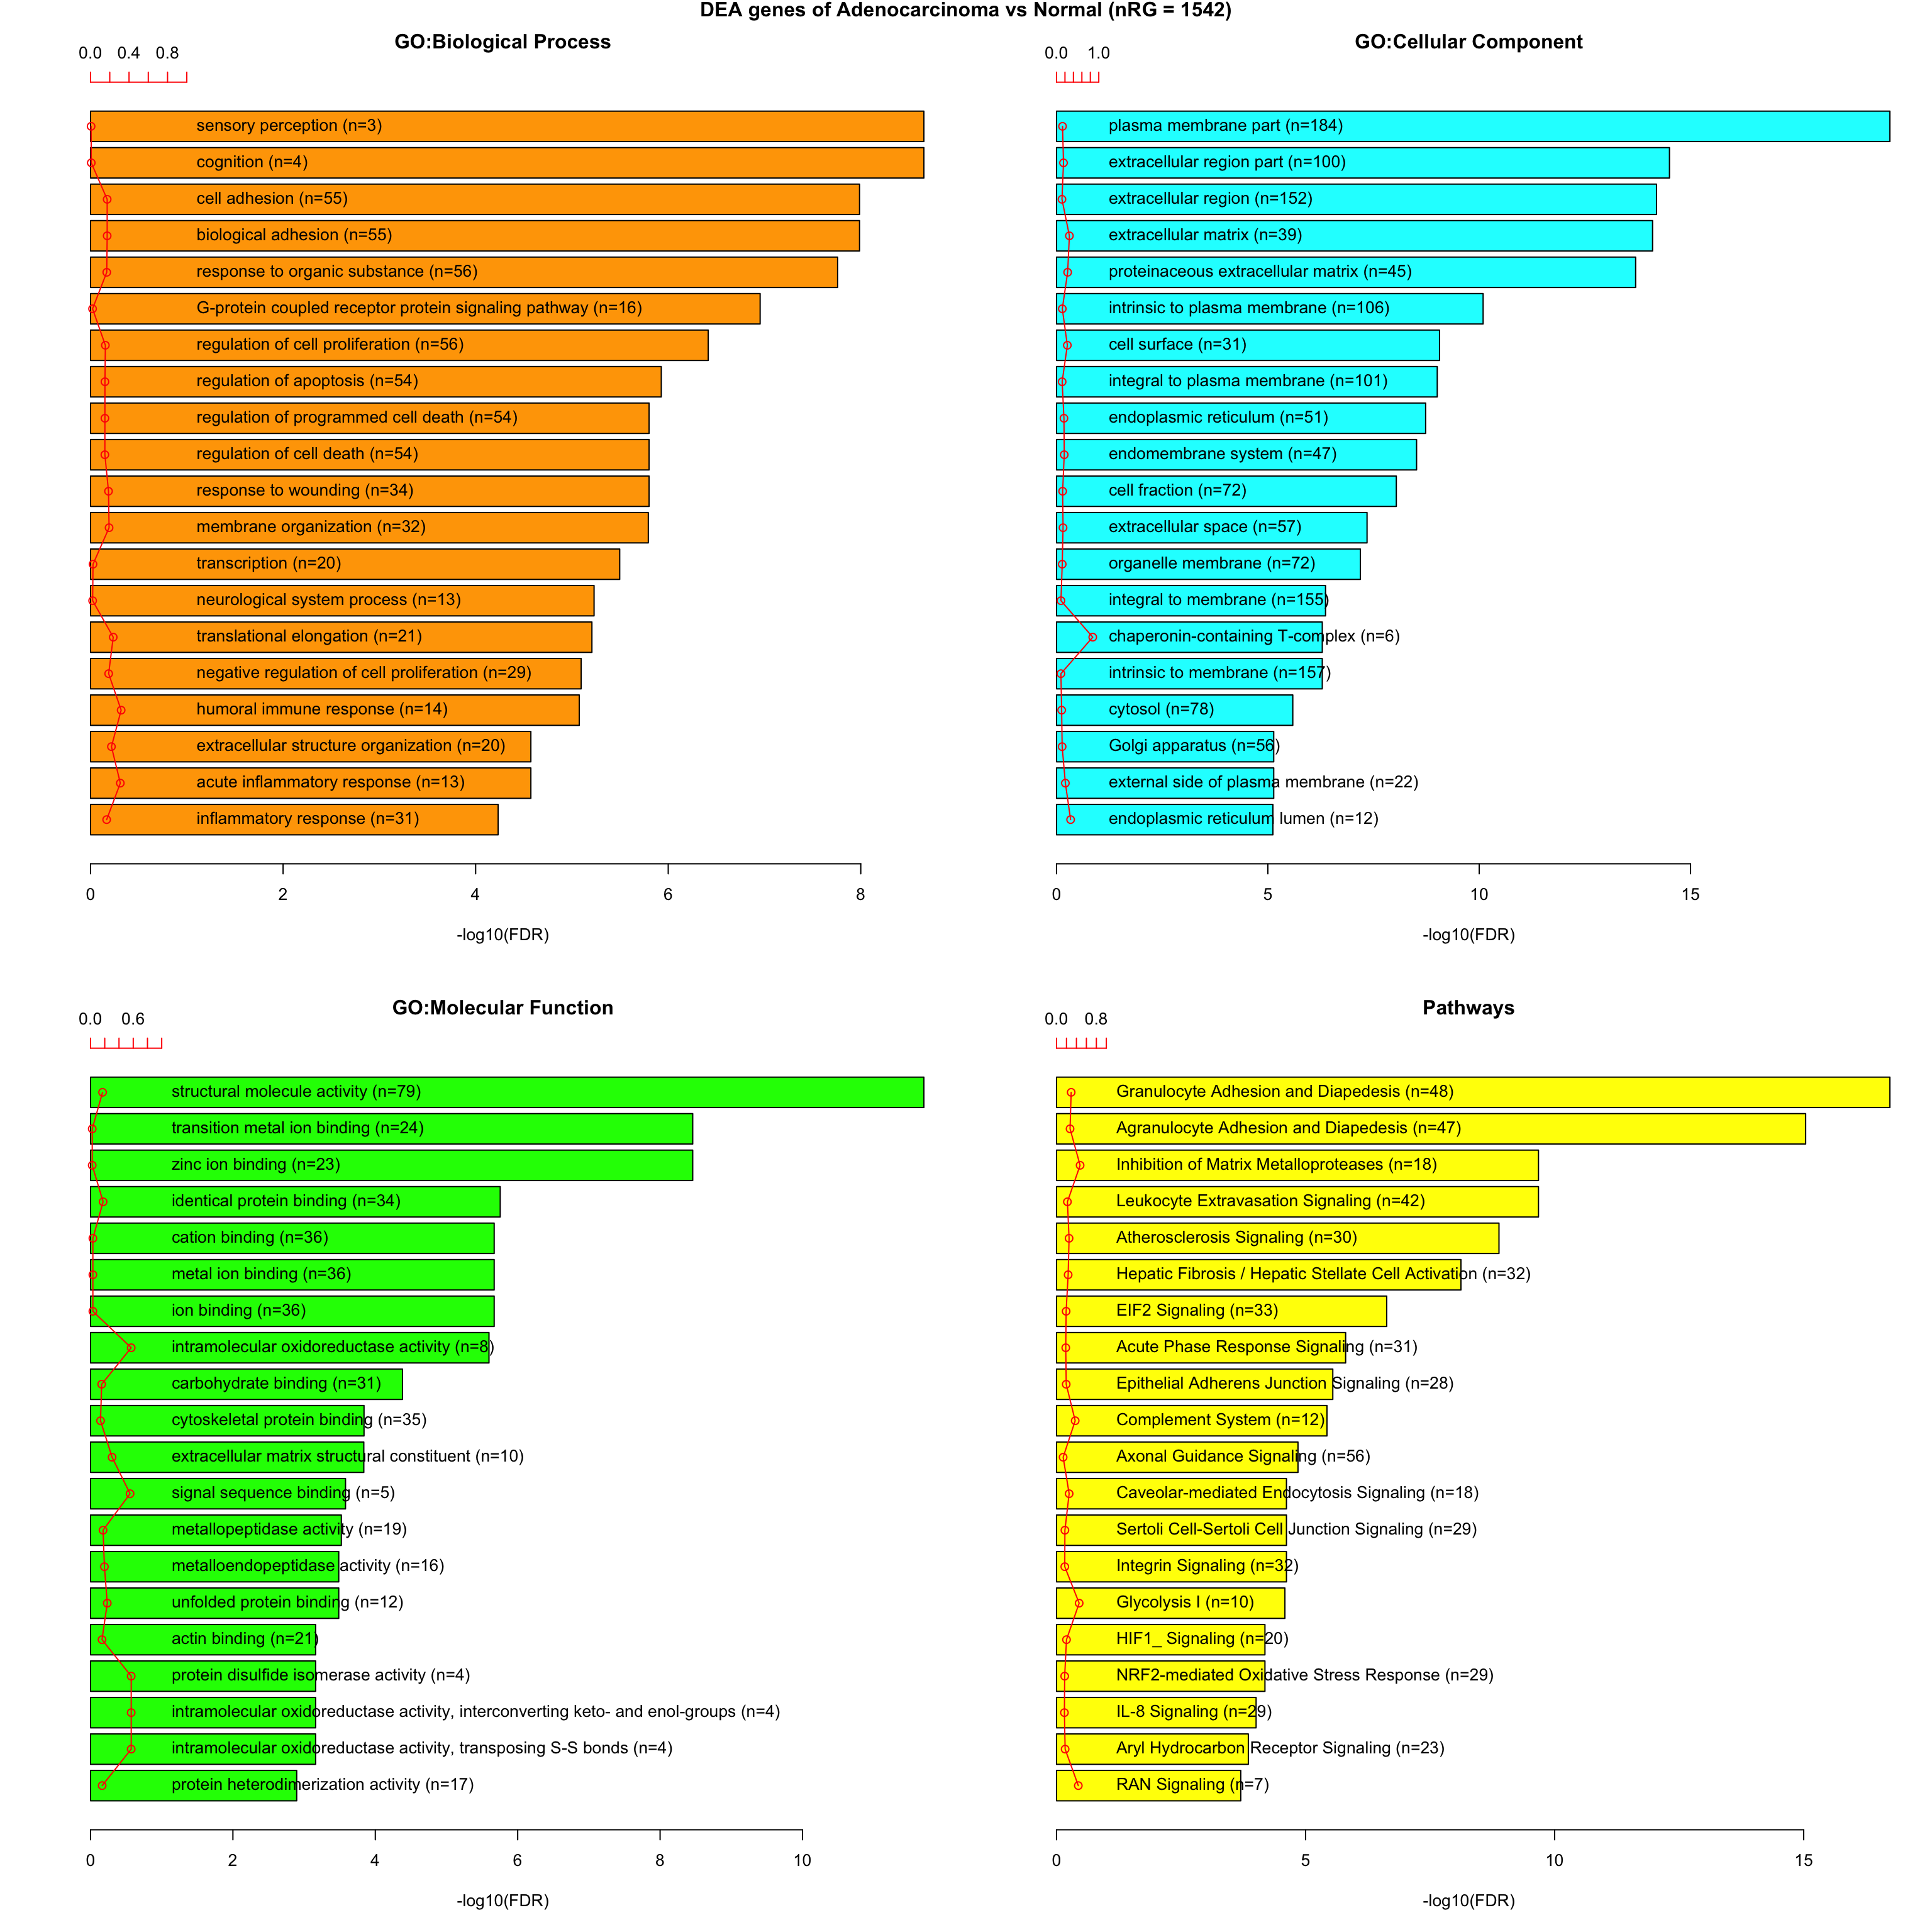 DEA genes of Adenocarcinoma vs Normal (nRG = 1542)
GO:Biological Process
0.0 0.4 0.8
sensory perception (n=3)
cognition (n=4)
cell adhesion (n=55)
biological adhesion (n=55)
response to organic substance (n=56)
G-protein coupled receptor protein signaling pathway (n=16)
regulation of cell proliferation (n=56)
regulation of apoptosis (n=54)
regulation of programmed cell death (n=54)
regulation of cell death (n=54)
response to wounding (n=34)
membrane organization (n=32)
transcription (n=20)
neurological system process (n=13)
translational elongation (n=21)
negative regulation of cell proliferation (n=29)
humoral immune response (n=14)
extracellular structure organization (n=20)
acute inflammatory response (n=13)
inflammatory response (n=31)
0 2 4 6 8
-log10(FDR)
GO:Cellular Component
0.0 1.0
plasma membrane part (n=184)
extracellular region part (n=100)
extracellular region (n=152)
extracellular matrix (n=39)
proteinaceous extracellular matrix (n=45)
intrinsic to plasma membrane (n=106)
cell surface (n=31)
integral to plasma membrane (n=101)
endoplasmic reticulum (n=51)
endomembrane system (n=47)
cell fraction (n=72)
extracellular space (n=57)
organelle membrane (n=72)
integral to membrane (n=155)
chaperonin-containing T-complex (n=6)
intrinsic to membrane (n=157)
cytosol (n=78)
Golgi apparatus (n=56)
external side of plasma membrane (n=22)
endoplasmic reticulum lumen (n=12)
0 5 10 15
-log10(FDR)
GO:Molecular Function
0.0 0.6
structural molecule activity (n=79)
transition metal ion binding (n=24)
zinc ion binding (n=23)
identical protein binding (n=34)
cation binding (n=36)
metal ion binding (n=36)
ion binding (n=36)
intramolecular oxidoreductase activity (n=8)
carbohydrate binding (n=31)
cytoskeletal protein binding (n=35)
extracellular matrix structural constituent (n=10)
signal sequence binding (n=5)
metallopeptidase activity (n=19)
metalloendopeptidase activity (n=16)
unfolded protein binding (n=12)
actin binding (n=21)
protein disulfide isomerase activity (n=4)
intramolecular oxidoreductase activity, interconverting keto- and enol-groups (n=4)
intramolecular oxidoreductase activity, transposing S-S bonds (n=4)
protein heterodimerization activity (n=17)
0 2 4 6 8 10
-log10(FDR)
Pathways
0.0 0.8
Granulocyte Adhesion and Diapedesis (n=48)
Agranulocyte Adhesion and Diapedesis (n=47)
Inhibition of Matrix Metalloproteases (n=18)
Leukocyte Extravasation Signaling (n=42)
Atherosclerosis Signaling (n=30)
Hepatic Fibrosis / Hepatic Stellate Cell Activation (n=32)
EIF2 Signaling (n=33)
Acute Phase Response Signaling (n=31)
Epithelial Adherens Junction Signaling (n=28)
Complement System (n=12)
Axonal Guidance Signaling (n=56)
Caveolar-mediated Endocytosis Signaling (n=18)
Sertoli Cell-Sertoli Cell Junction Signaling (n=29)
Integrin Signaling (n=32)
Glycolysis I (n=10)
HIF1_ Signaling (n=20)
NRF2-mediated Oxidative Stress Response (n=29)
IL-8 Signaling (n=29)
Aryl Hydrocarbon Receptor Signaling (n=23)
RAN Signaling (n=7)
0 5 10 15
-log10(FDR)